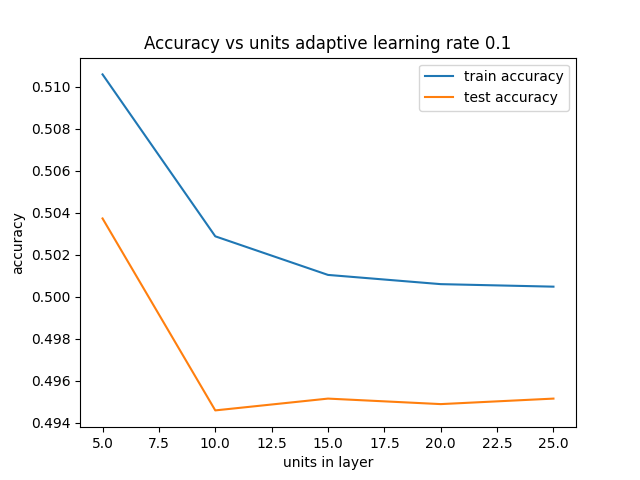 Accuracy vs units adaptive learning rate 0.1
train accuracy
test accuracy
accuracy
0.510
0.508
0.506
0.504
0.502
0.500
0.498
0.496
0.494
5.0 7.5 10.0 12.5 15.0 17.5 20.0 22.5 25.0
units in layer